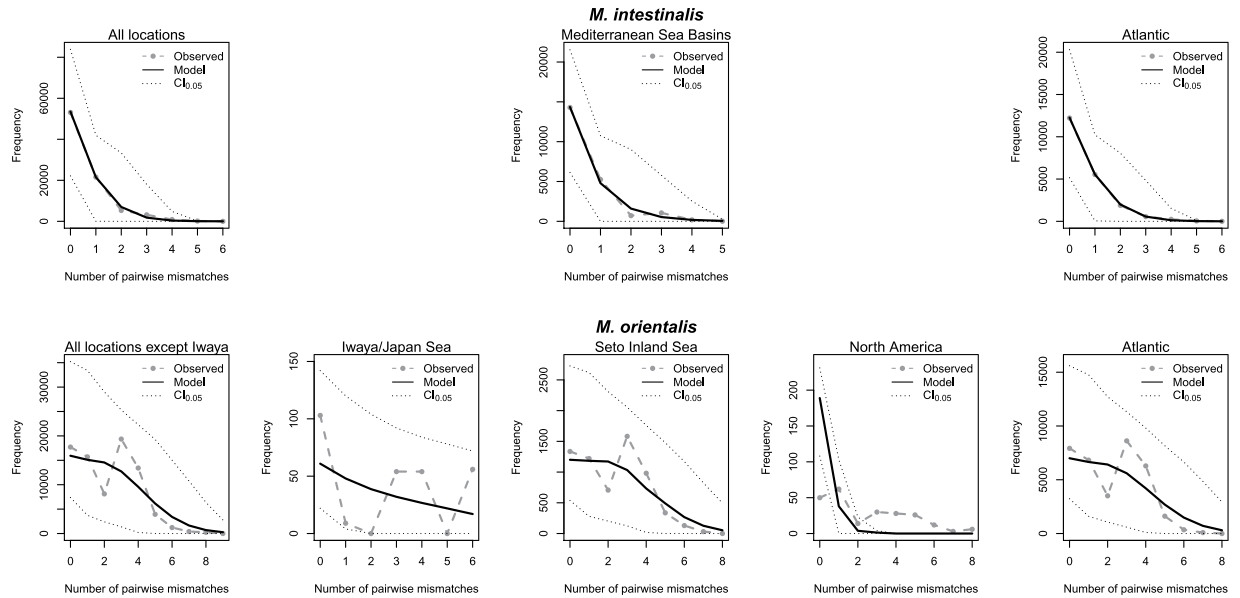 M. intestinalis
All locations
Observed
Model
CI0.05
Frequency
0
20000
60000
0 1 2 3 4 5 6
Number of pairwise mismatches
Mediterranean Sea Basins
Observed
Model
CI0.05
Frequency
0
5000
10000
15000
20000
0 1 2 3 4 5
Number of pairwise mismatches
Atlantic
Observed
Model
CI0.05
Frequency
0
5000
10000
15000
20000
0 1 2 3 4 5 6
Number of pairwise mismatches
M. orientalis
All locations except Iwaya
Observed
Model
CI0.05
Frequency
0
10000
20000
30000
0 2 4 6 8
Number of pairwise mismatches
Iwaya/Japan Sea
Observed
Model
CI0.05
Frequency
0
50
100
150
0 1 2 3 4 5 6
Number of pairwise mismatches
Seto Inland Sea
Observed
Model
CI0.05
Frequency
0
500
1500
2500
0 2 4 6 8
Number of pairwise mismatches
North America
Observed
Model
CI0.05
Frequency
0
50
100
150
200
0 2 4 6 8
Number of pairwise mismatches
Atlantic
Observed
Model
CI0.05
Frequency
0
5000
10000
15000
0 2 4 6 8
Number of pairwise mismatches